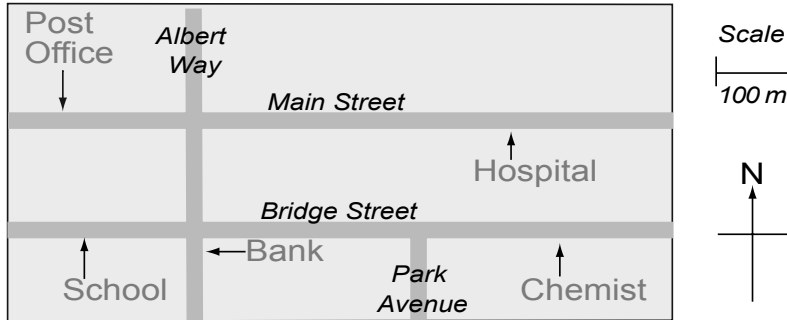 Post
Office
Albert
Way
Scale
Main Street
100 m
Hospital
N
Bridge Street
Bank
School
Park
Avenue
Chemist